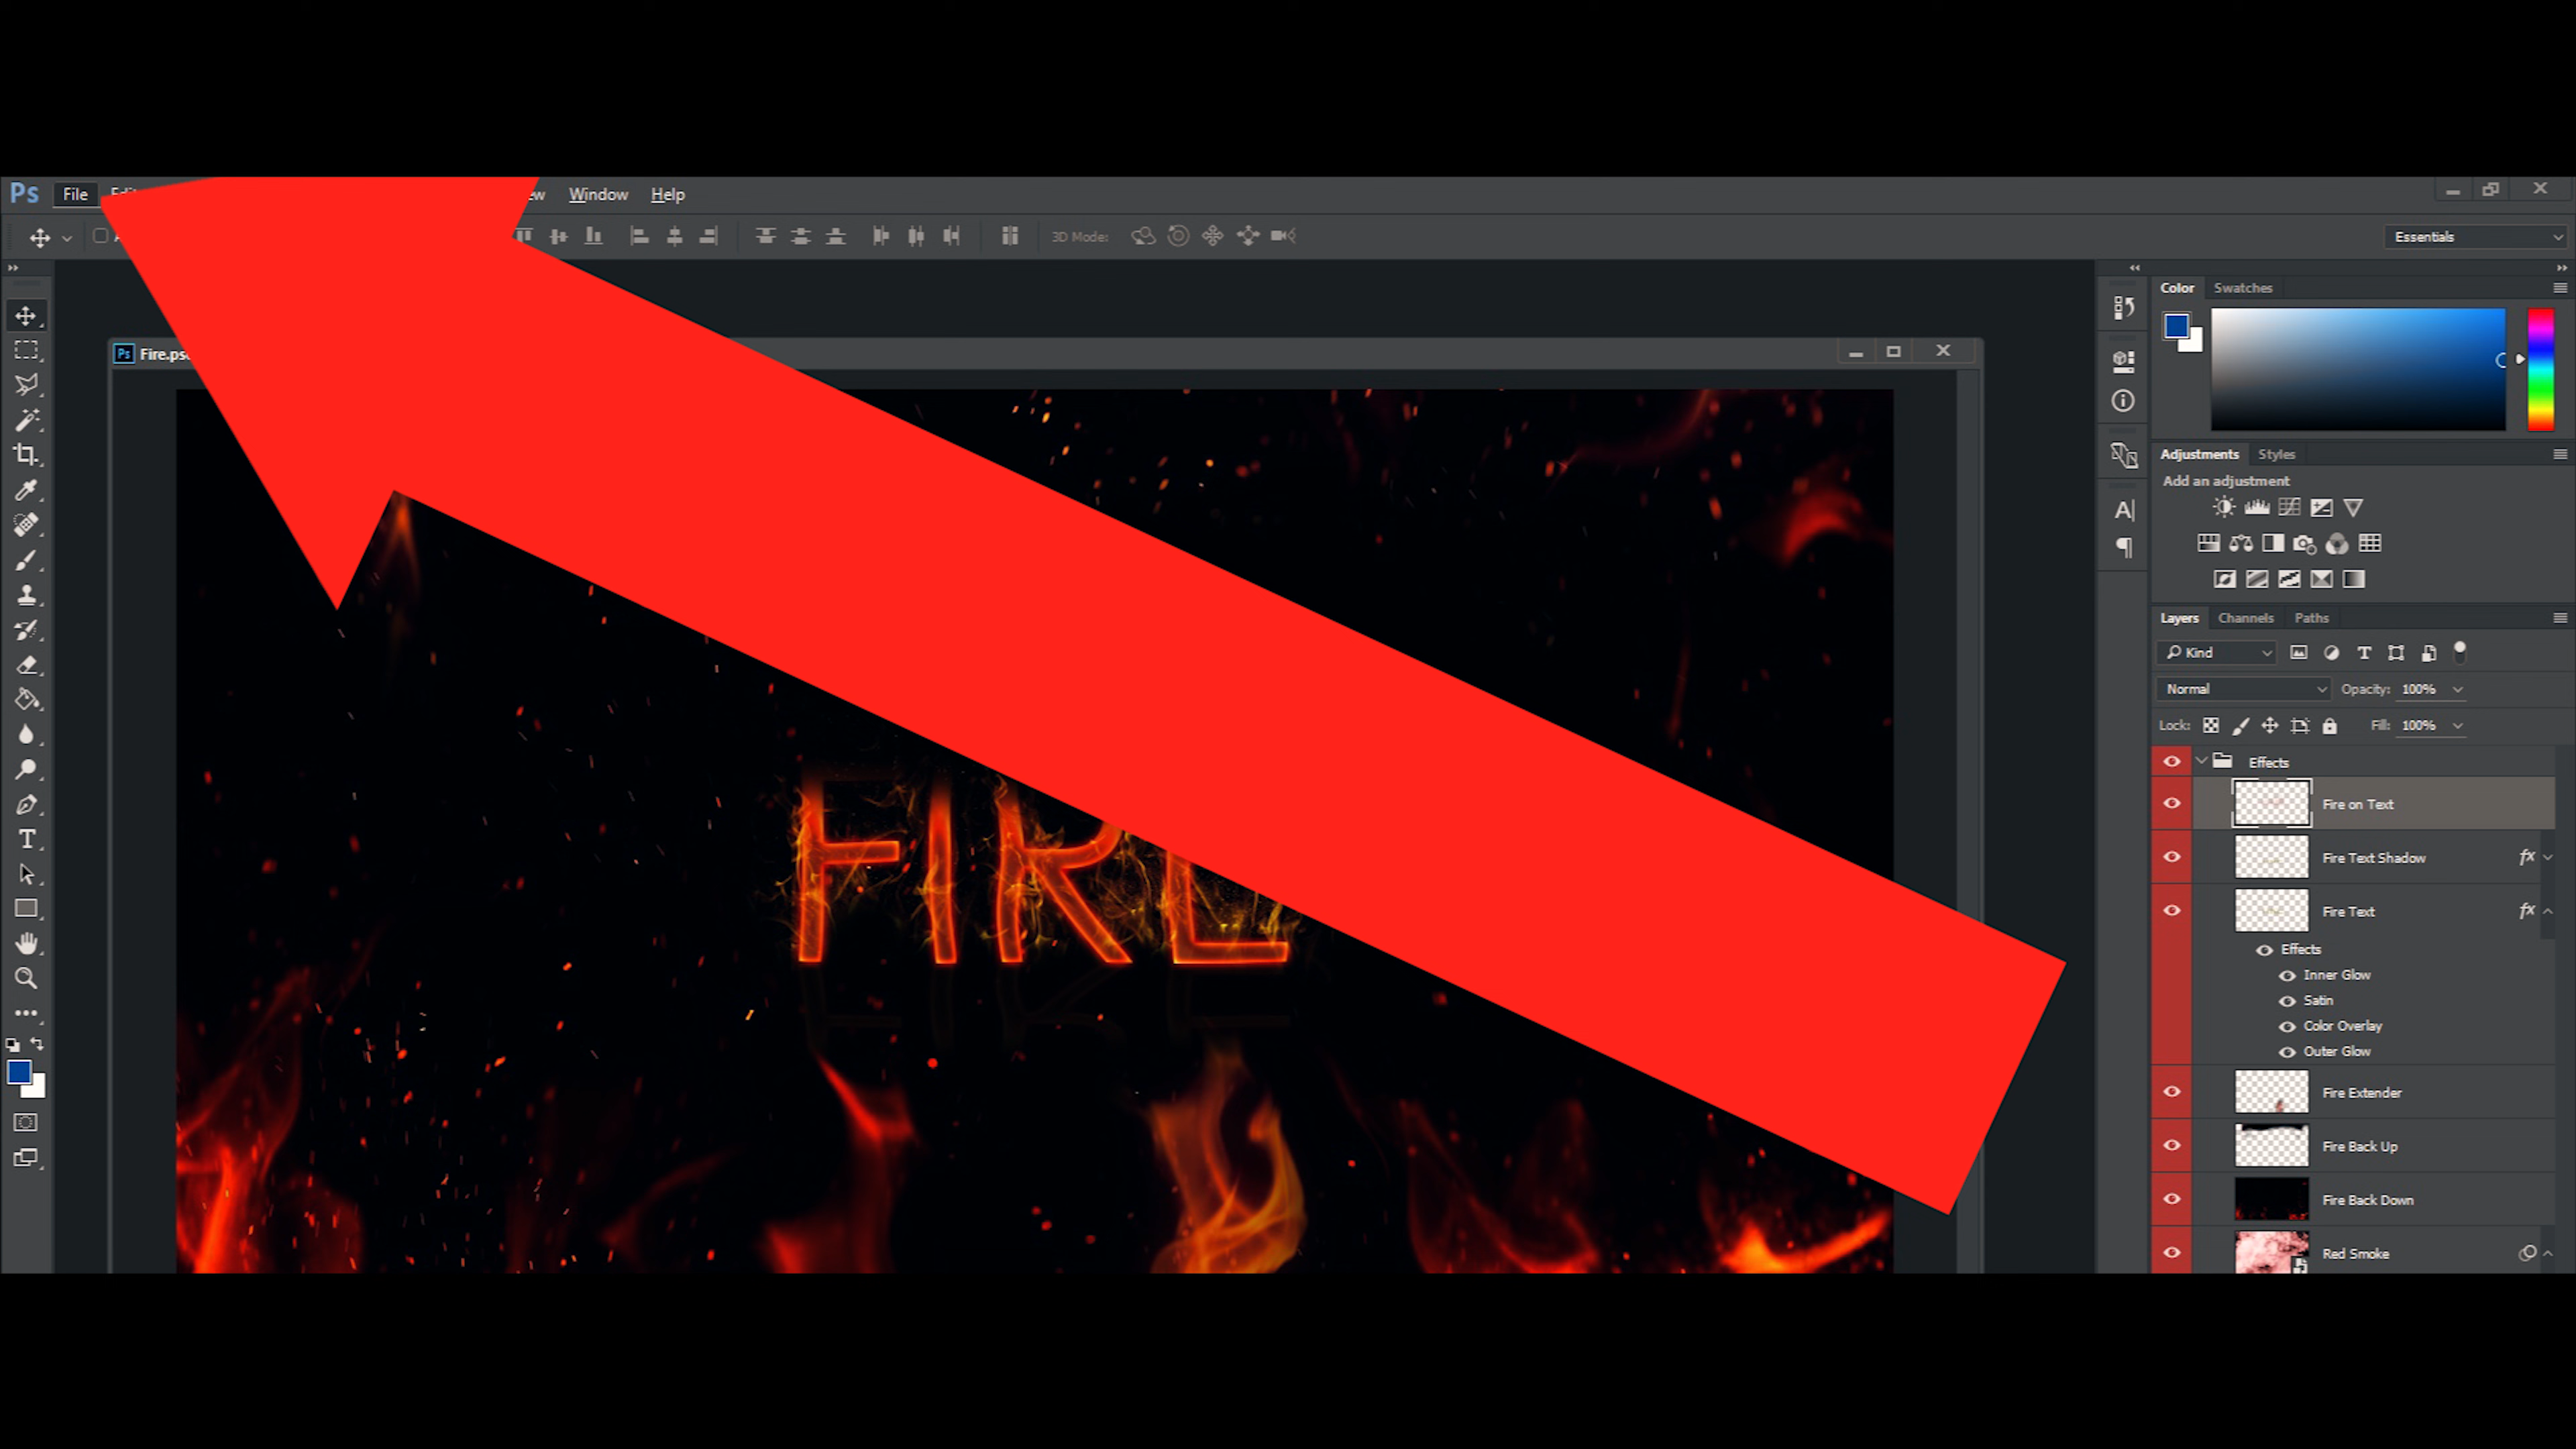 Ps File Window Help
3D Mode: Essentials
Color Swatches
Ps
Adjustments Styles
Add an adjustment
A
Layers Channels Paths
Kind T
Normal Opacity: 100%
Lock: Fill: 100%
Effects
Fire on Text
Fire Text Shadow fx
Fire Text fx
Effects
Inner Glow
Satin
Color Overlay
Outer Glow
Fire Extender
Fire Back Up
Fire Back Down
Red Smoke
T
FIRE